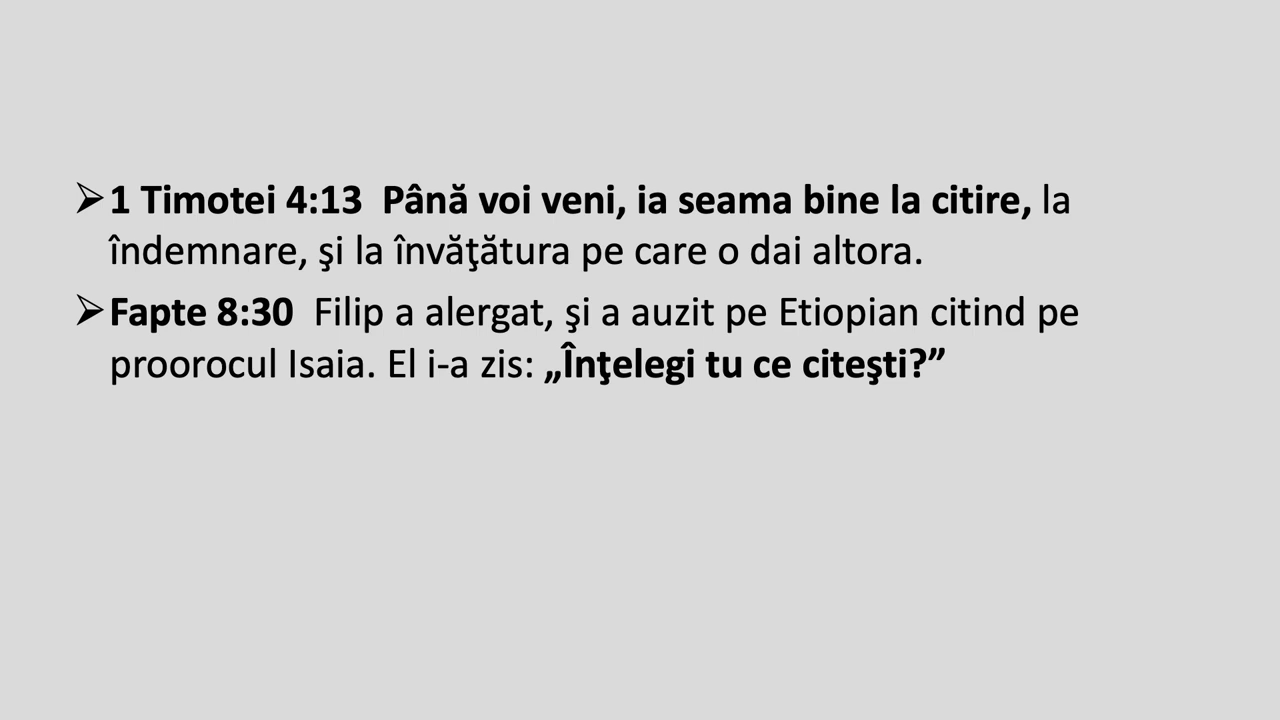 ➢1 Timotei 4:13  Până voi veni, ia seama bine la citire, la
îndemnare, şi la învăţătura pe care o dai altora.
➢Fapte 8:30  Filip a alergat, şi a auzit pe Etiopian citind pe
proorocul Isaia. El i-a zis: „Înţelegi tu ce citeşti?”